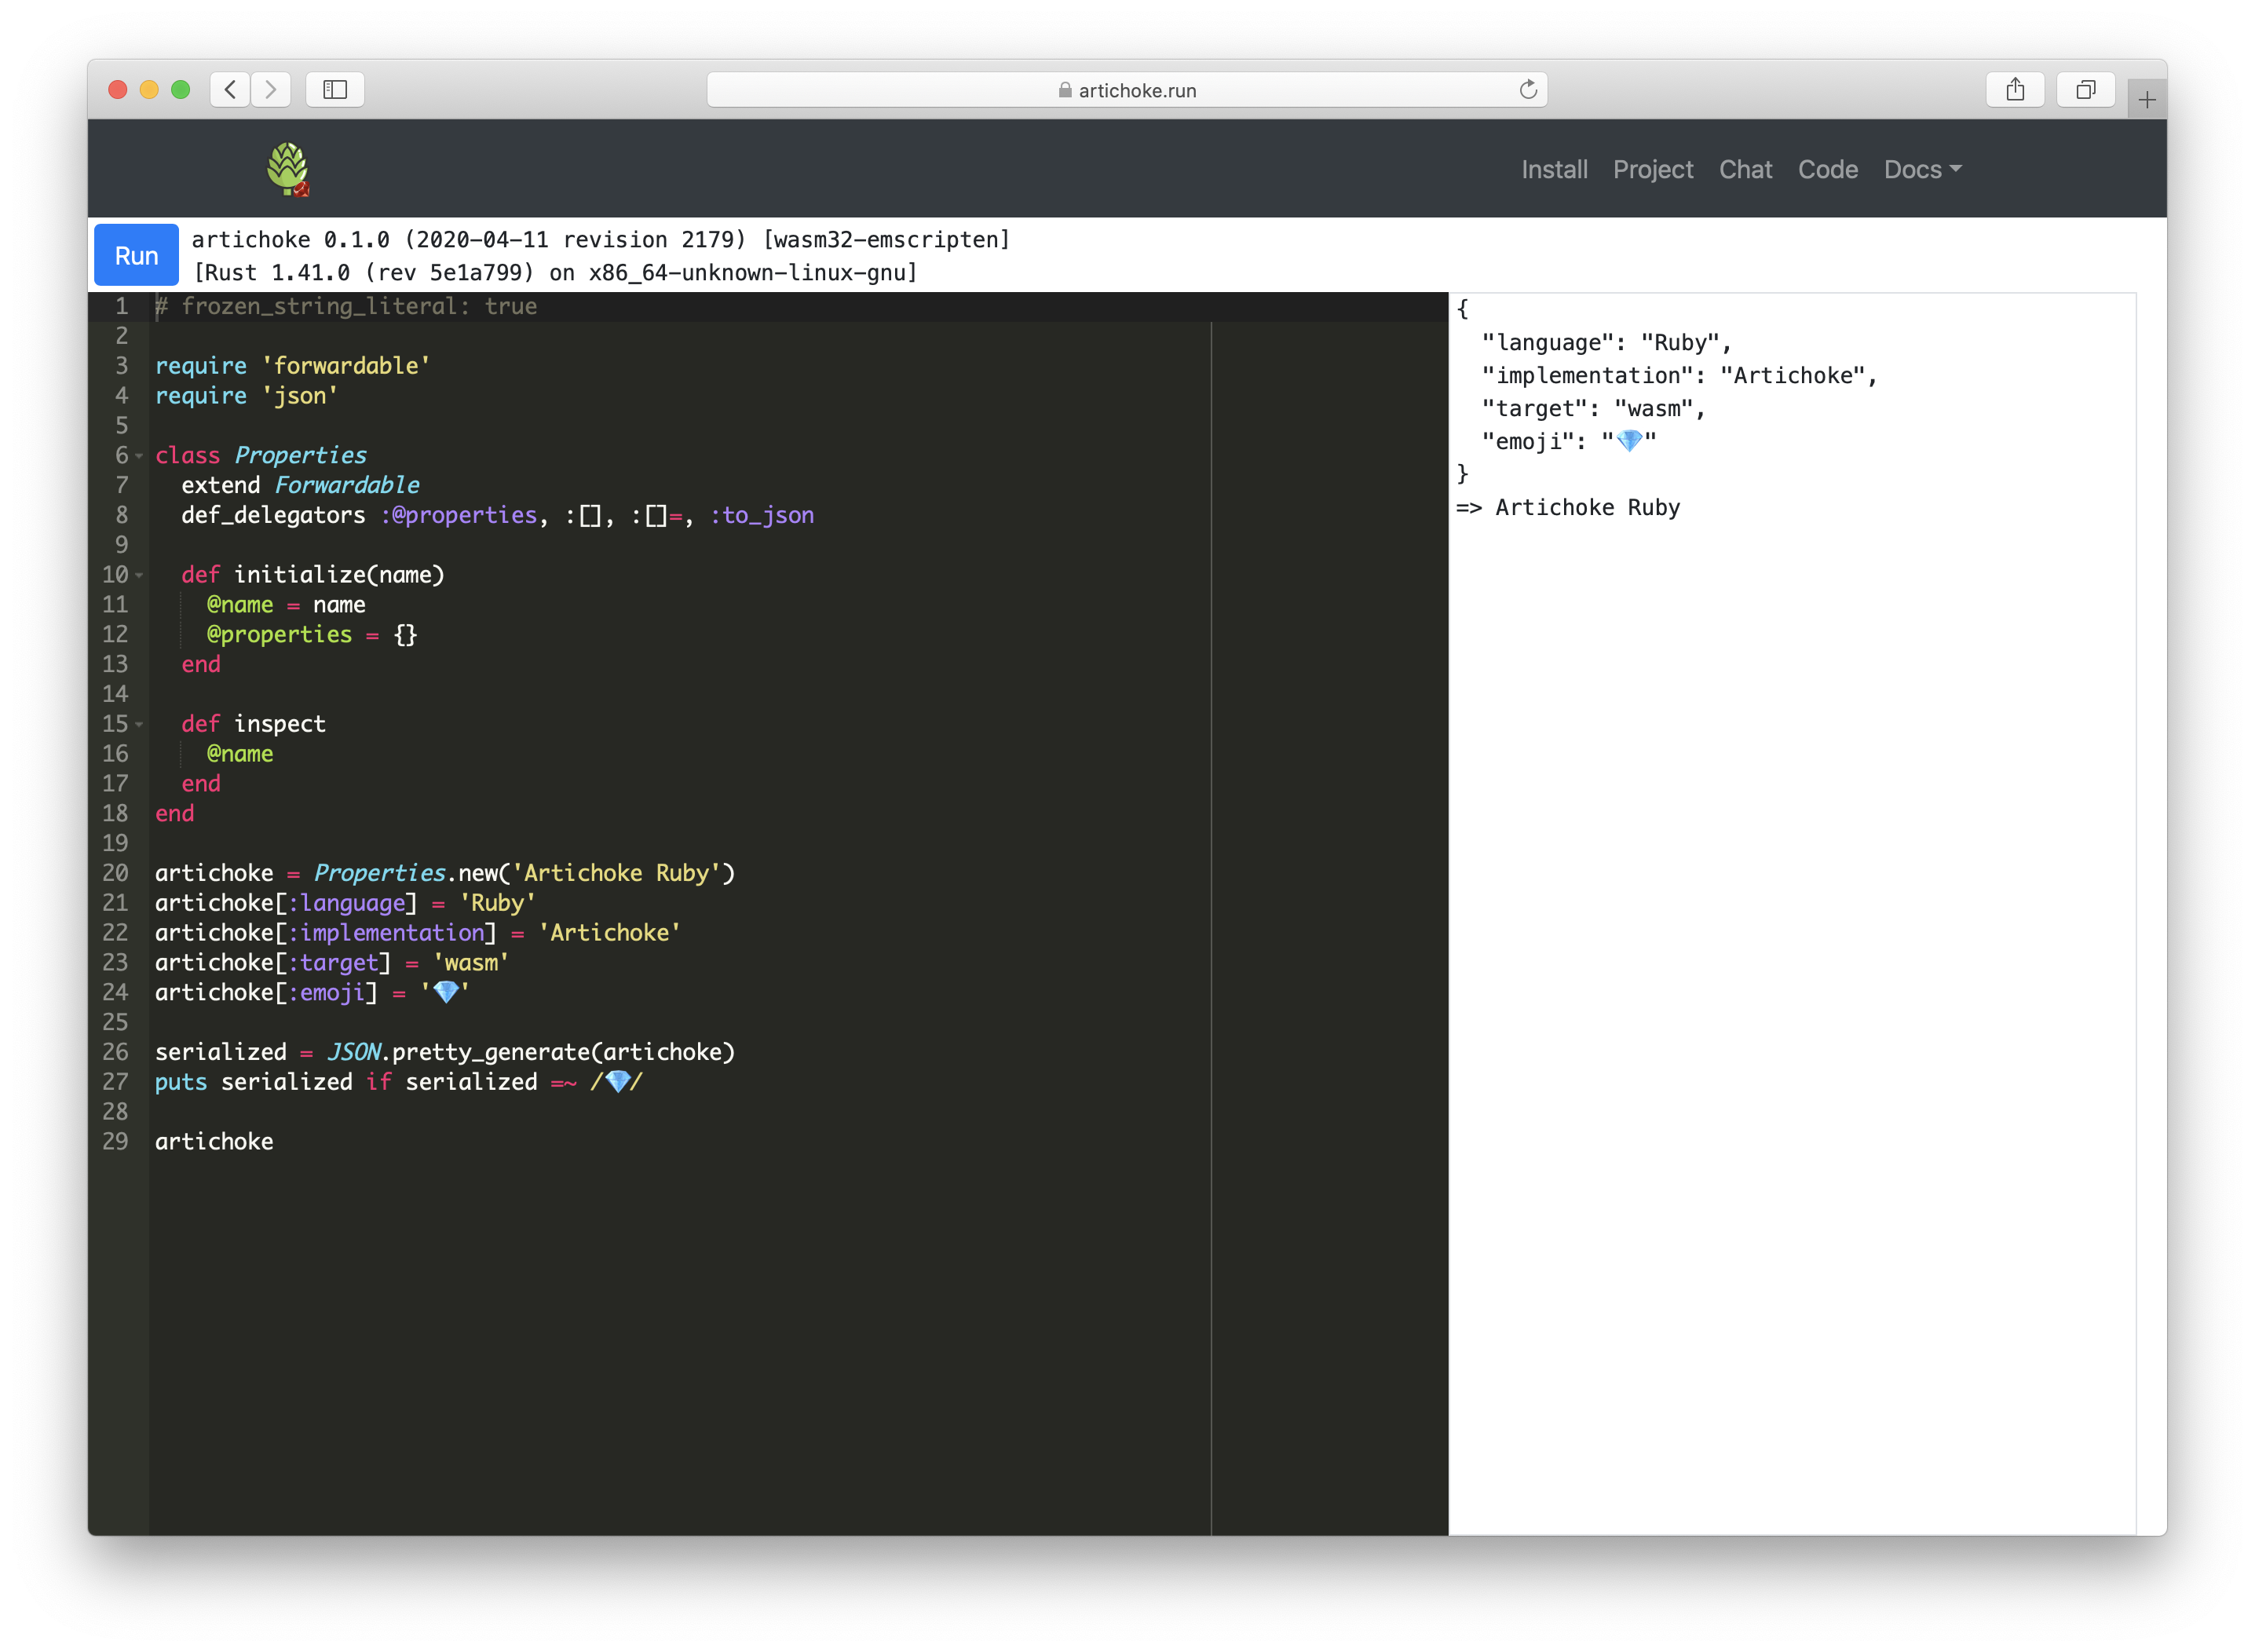 artichoke.run
Install Project Chat Code Docs
Run
artichoke 0.1.0 (2020-04-11 revision 2179) [wasm32-emscripten]
[Rust 1.41.0 (rev 5e1a799) on x86_64-unknown-linux-gnu]
1 # frozen_string_literal: true
2
3 require 'forwardable'
4 require 'json'
5
6 class Properties
7   extend Forwardable
8   def_delegators :@properties, :[], :[]=, :to_json
9
10   def initialize(name)
11     @name = name
12     @properties = {}
13   end
14
15   def inspect
16     @name
17   end
18 end
19
20 artichoke = Properties.new('Artichoke Ruby')
21 artichoke[:language] = 'Ruby'
22 artichoke[:implementation] = 'Artichoke'
23 artichoke[:target] = 'wasm'
24 artichoke[:emoji] = '💎'
25
26 serialized = JSON.pretty_generate(artichoke)
27 puts serialized if serialized =~ /💎/
28
29 artichoke
{
  "language": "Ruby",
  "implementation": "Artichoke",
  "target": "wasm",
  "emoji": "💎"
}
=> Artichoke Ruby